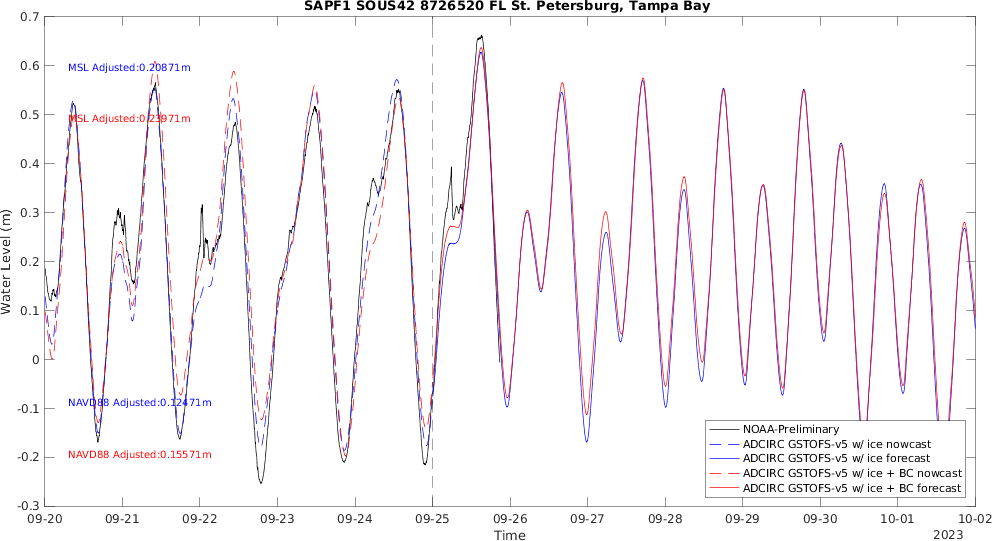 SAPF1 SOUS42 8726520 FL St. Petersburg, Tampa Bay
0.7
0.6
0.5
0.4
0.3
0.2
0.1
0
-0.1
-0.2
-0.3
Water Level (m)
MSL Adjusted:0.20871m
MSL Adjusted:0.23971m
NAVD88 Adjusted:0.12471m
NAVD88 Adjusted:0.15571m
NOAA-Preliminary
ADCIRC GSTOFS-v5 w/ ice nowcast
ADCIRC GSTOFS-v5 w/ ice forecast
ADCIRC GSTOFS-v5 w/ ice + BC nowcast
ADCIRC GSTOFS-v5 w/ ice + BC forecast
09-20 09-21 09-22 09-23 09-24 09-25 09-26 09-27 09-28 09-29 09-30 10-01 10-02
Time
2023